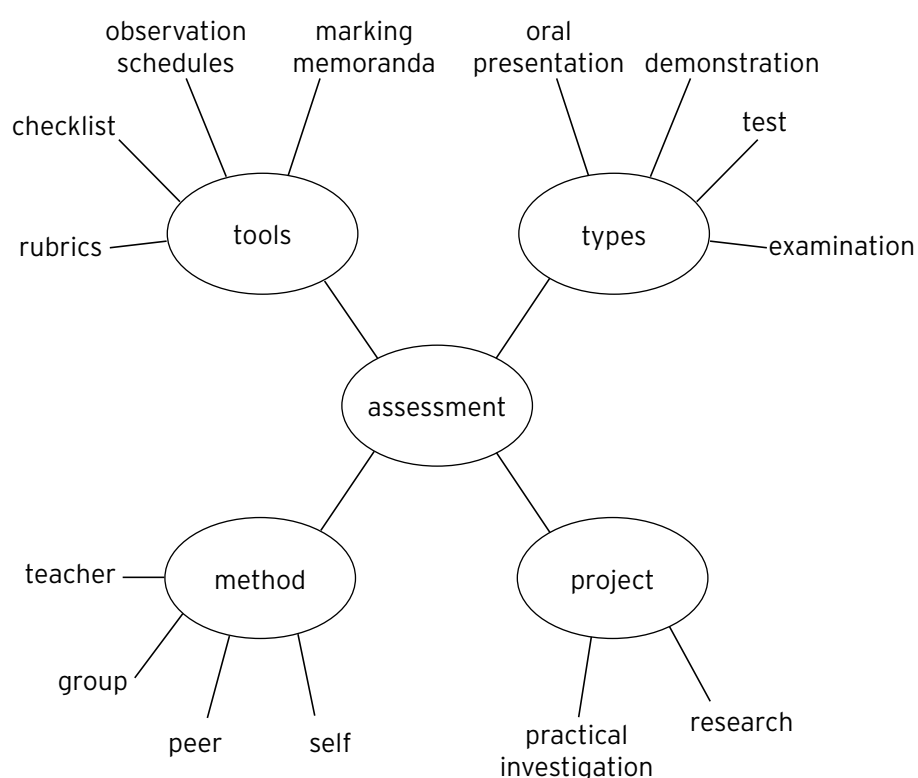 observation
schedules
marking
memoranda
oral
presentation
demonstration
checklist
test
rubrics
tools
types
examination
assessment
teacher
method
project
group
peer
self
practical
investigation
research